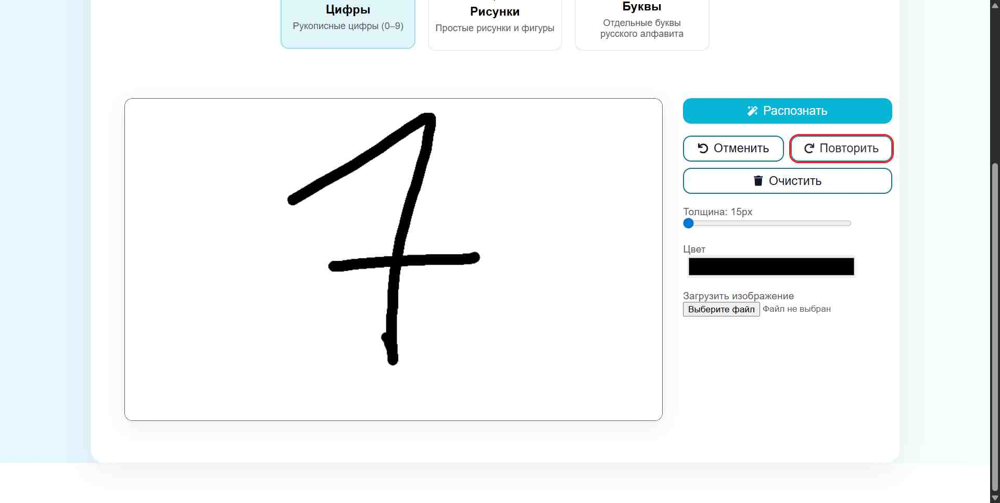 Цифры
Рукописные цифры (0–9)
Рисунки
Простые рисунки и фигуры
Буквы
Отдельные буквы
русского алфавита
7
Распознать
Отменить
Повторить
Очистить
Толщина: 15px
Цвет
Загрузить изображение
Выберите файл Файл не выбран